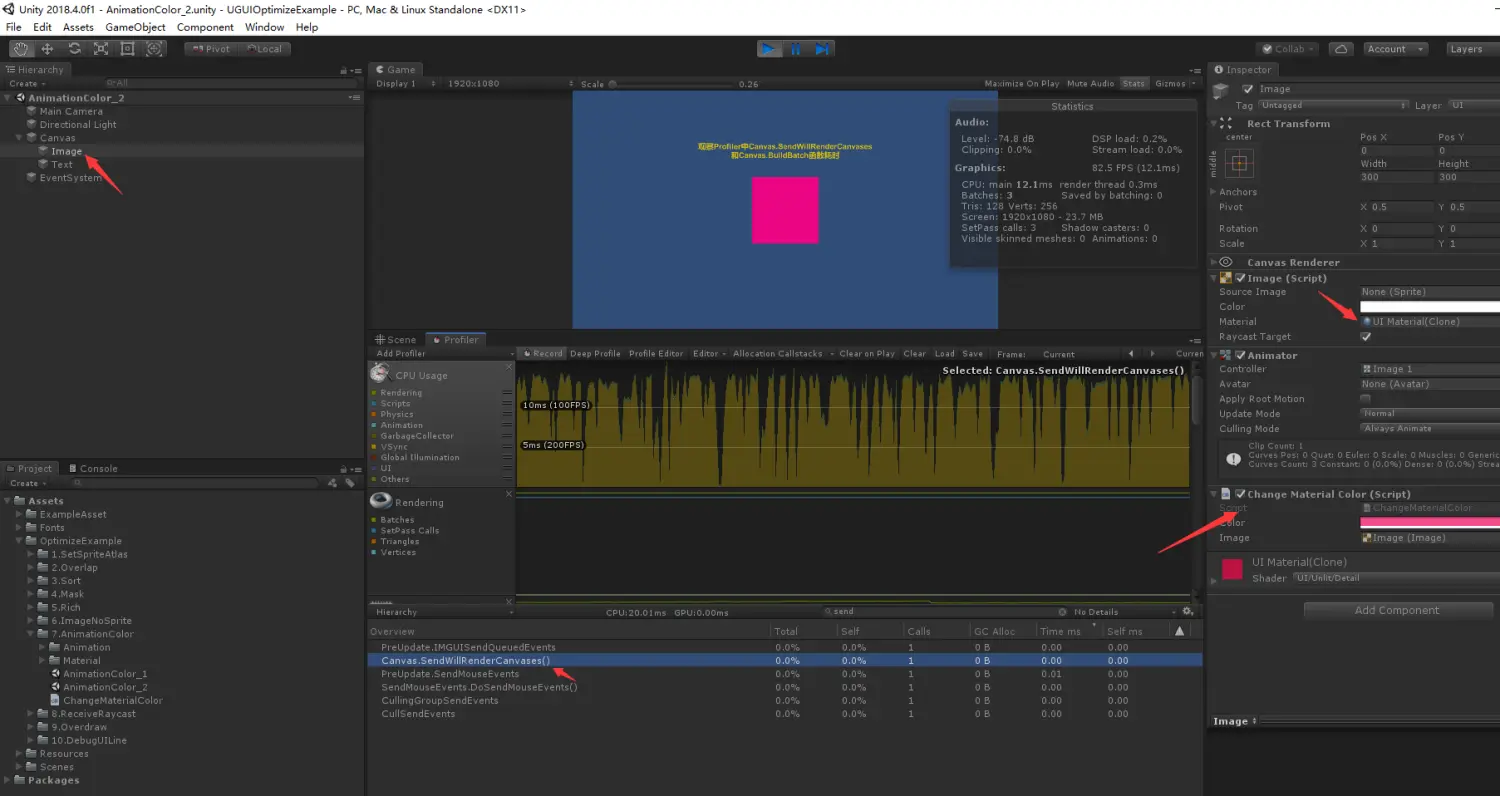 Unity 2018.4.0f1 - AnimationColor_2.unity - UGUIOptimizeExample - PC, Mac & Linux Standalone <DX11>
File Edit Assets GameObject Component Window Help
Pivot Local Collab Account Layers
Hierarchy
Create All
AnimationColor_2
Main Camera
Directional Light
Canvas
Image
Text
EventSystem
Game
Display 1 1920x1080 Scale 0.26 Maximize On Play Mute Audio Stats Gizmos
观察Profiler中Canvas.SendWillRenderCanvases
和Canvas.BuildBatch函数耗时
Statistics
Audio:
Level: -74.8 dB DSP load: 0.2%
Clipping: 0.0% Stream load: 0.0%
Graphics: 82.5 FPS (12.1ms)
CPU: main 12.1ms render thread 0.3ms
Batches: 3 Saved by batching: 0
Tris: 128 Verts: 256
Screen: 1920x1080 - 23.7 MB
SetPass calls: 3 Shadow casters: 0
Visible skinned meshes: 0 Animations: 0
Scene Profiler
Add Profiler Record Deep Profile Profile Editor Editor Allocation Callstacks Clear on Play Clear Load Save Frame: Current Curren
CPU Usage
Rendering
Scripts
Physics
Animation
GarbageCollector
VSync
Global Illumination
UI
Others
Selected: Canvas.SendWillRenderCanvases()
10ms (100FPS)
5ms (200FPS)
Rendering
Batches
SetPass Calls
Triangles
Vertices
Hierarchy CPU:20.01ms GPU:0.00ms send No Details
Overview Total Self Calls GC Alloc Time ms Self ms
PreUpdate.IMGUISendQueuedEvents 0.0% 0.0% 1 0 B 0.00 0.00
Canvas.SendWillRenderCanvases() 0.0% 0.0% 1 0 B 0.00 0.00
PreUpdate.SendMouseEvents 0.0% 0.0% 1 0 B 0.01 0.00
SendMouseEvents.DoSendMouseEvents() 0.0% 0.0% 1 0 B 0.00 0.00
CullingGroupSendEvents 0.0% 0.0% 1 0 B 0.00 0.00
CullSendEvents 0.0% 0.0% 1 0 B 0.00 0.00
Project Console
Create
Assets
ExampleAsset
Fonts
OptimizeExample
1.SetSpriteAtlas
2.Overlap
3.Sort
4.Mask
5.Rich
6.ImageNoSprite
7.AnimationColor
Animation
Material
AnimationColor_1
AnimationColor_2
ChangeMaterialColor
8.ReceiveRaycast
9.Overdraw
10.DebugUILine
Resources
Scenes
Packages
Inspector
Image
Tag Untagged Layer UI
Rect Transform
center
middle
Pos X Pos Y
0 0
Width Height
300 300
Anchors
Pivot X 0.5 Y 0.5
Rotation X 0 Y 0
Scale X 1 Y 1
Canvas Renderer
Image (Script)
Source Image None (Sprite)
Color
Material UI Material(Clone)
Raycast Target
Animator
Controller Image 1
Avatar None (Avatar)
Apply Root Motion
Update Mode Normal
Culling Mode Always Animate
Clip Count: 1
Curves Pos: 0 Quat: 0 Euler: 0 Scale: 0 Muscles: 0 Generic
Curves Count: 3 Constant: 0 (0.0%) Dense: 0 (0.0%) Strea
Change Material Color (Script)
Script ChangeMaterialColor
Color
Image Image (Image)
UI Material(Clone)
Shader UI/Unlit/Detail
Add Component
Image